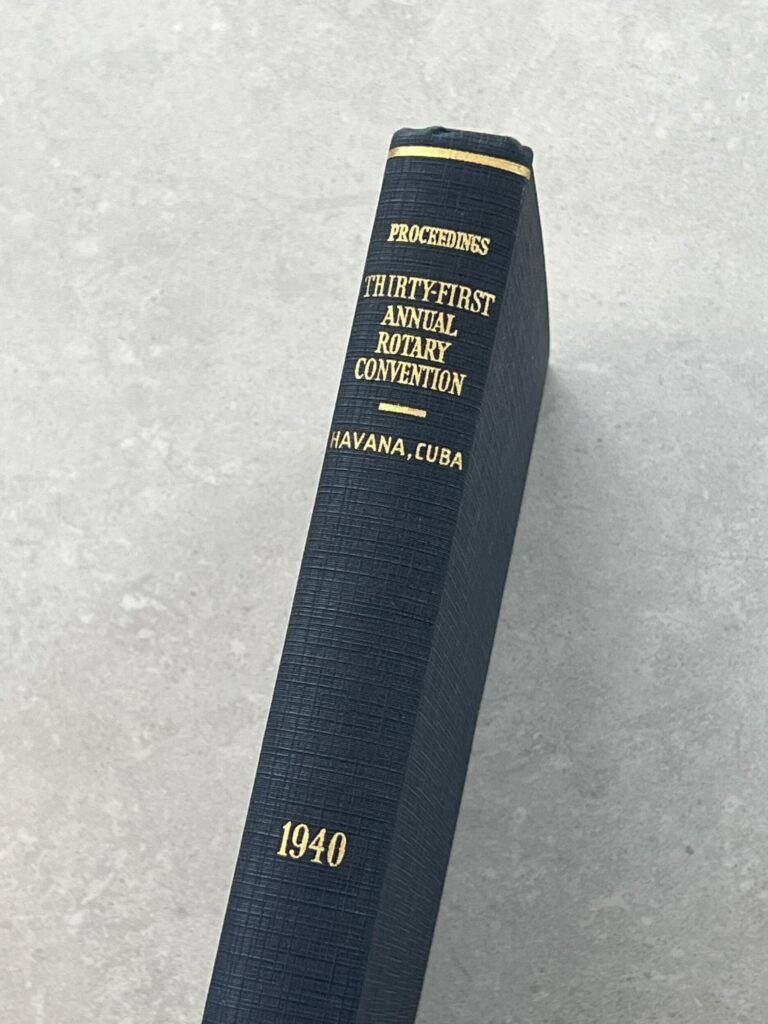 PROCEEDINGS
THIRTY-FIRST
ANNUAL
ROTARY
CONVENTION
HAVANA, CUBA
1940